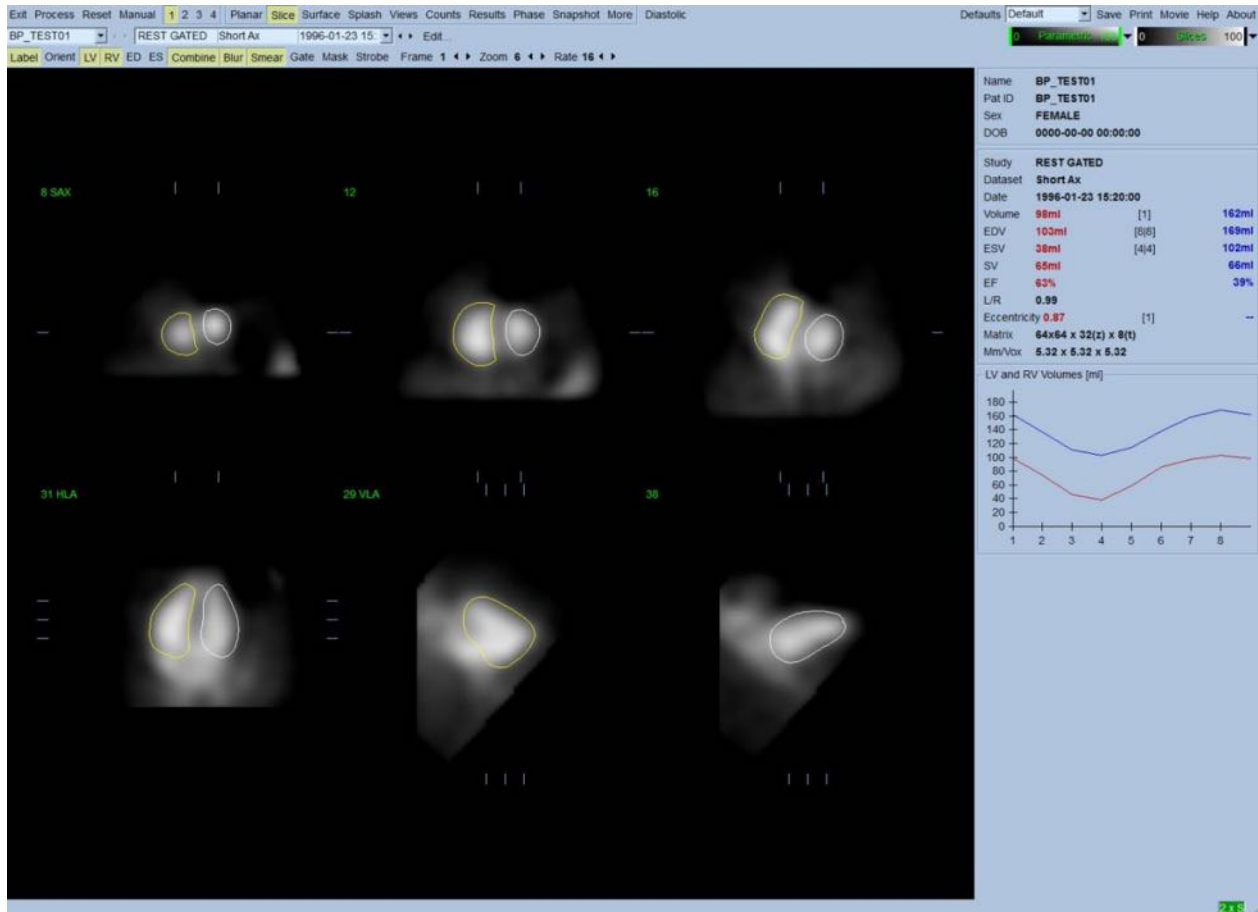 Exit Process Reset Manual 1 2 3 4 Planar Slice Surface Splash Views Counts Results Phase Snapshot More Diastolic Defaults Default Save Print Movie Help About
BP_TEST01 REST GATED Short Ax 1996-01-23 15: Edit...
0 Parametric 0 Slices 100
Label Orient LV RV ED ES Combine Blur Smear Gate Mask Strobe Frame 1 Zoom 6 Rate 16
8 SAX 12 16
31 HLA 29 VLA 38
Name BP_TEST01
Pat ID BP_TEST01
Sex FEMALE
DOB 0000-00-00 00:00:00
Study REST GATED
Dataset Short Ax
Date 1996-01-23 15:20:00
Volume 98ml [1] 162ml
EDV 103ml [8|8] 169ml
ESV 38ml [4|4] 102ml
SV 65ml 66ml
EF 63% 39%
L/R 0.99
Eccentricity 0.87 [1] --
Matrix 64x64 x 32(z) x 8(t)
Mm/Vox 5.32 x 5.32 x 5.32
LV and RV Volumes [ml]
180
160
140
120
100
80
60
40
20
0
1 2 3 4 5 6 7 8
2 x S